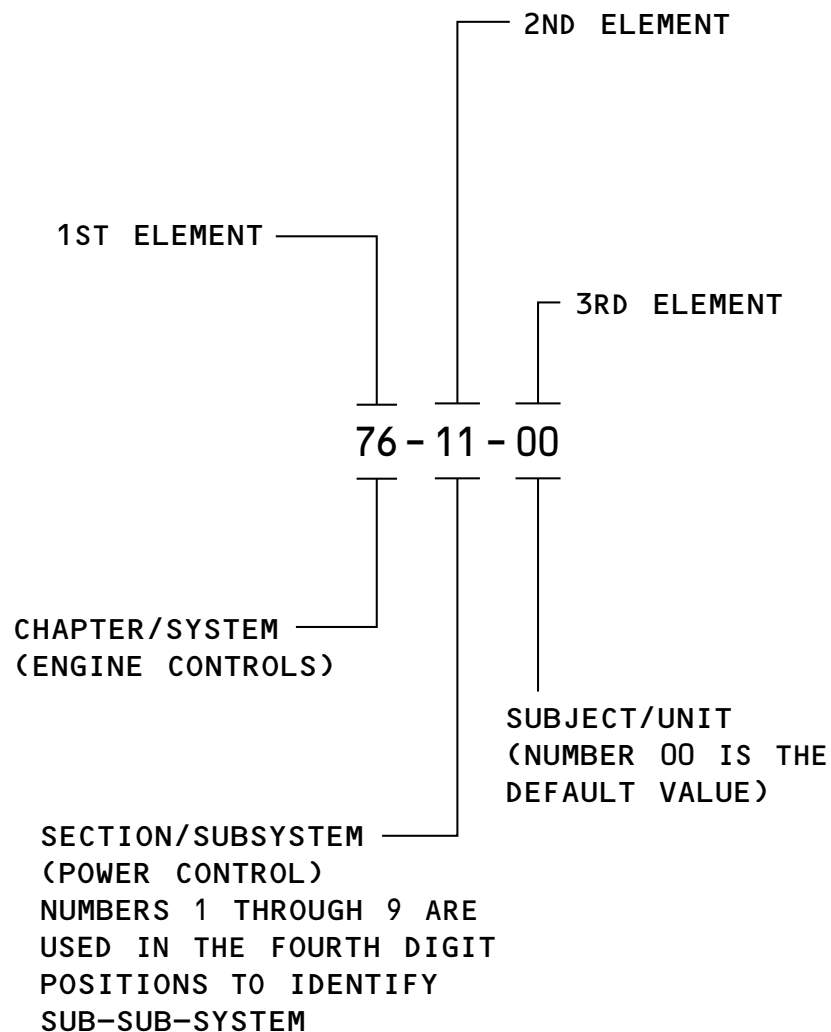 2ND ELEMENT
1ST ELEMENT
3RD ELEMENT
76-11-00
CHAPTER/SYSTEM
(ENGINE CONTROLS)
SUBJECT/UNIT
(NUMBER 00 IS THE
DEFAULT VALUE)
SECTION/SUBSYSTEM
(POWER CONTROL)
NUMBERS 1 THROUGH 9 ARE
USED IN THE FOURTH DIGIT
POSITIONS TO IDENTIFY
SUB-SUB-SYSTEM